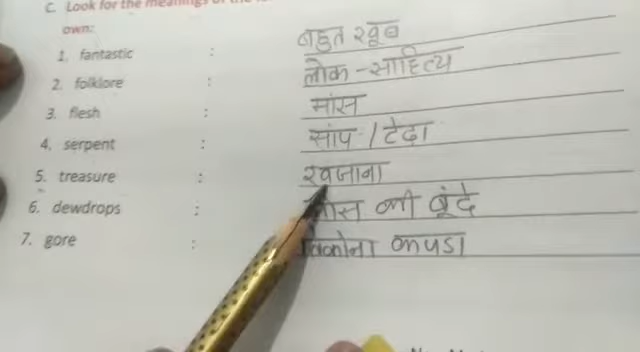 C. Look for the meanings of the
own:
1. fantastic : बहुत खूब
2. folklore : लोक-साहित्य
3. flesh : मांस
4. serpent : सांप / टेढ़ा
5. treasure : खजाना
6. dewdrops : की बूंदे
7. gore : कपडा